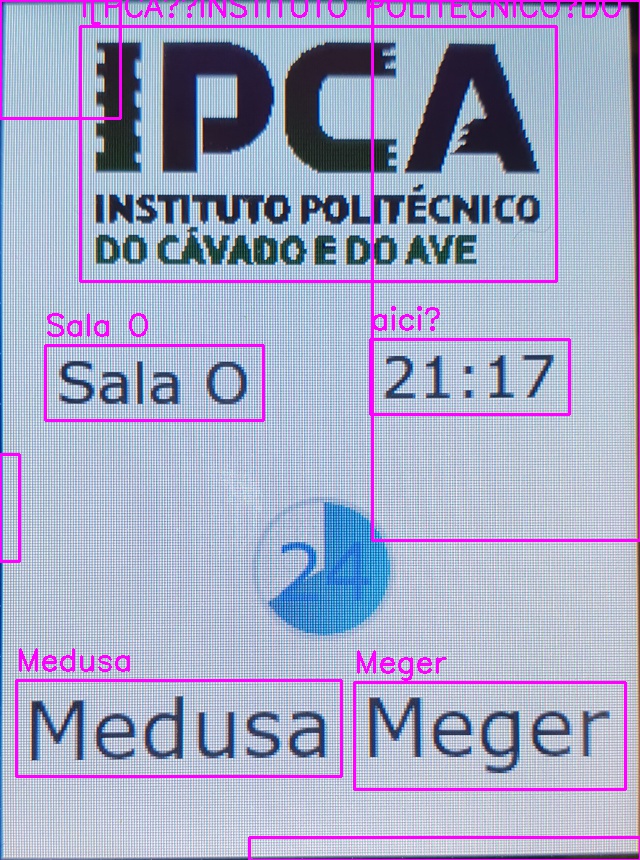 I[PCA??INSTITUTO POLITECNICO?DO
IPCA
INSTITUTO POLITÉCNICO
DO CÁVADO E DO AVE
Sala O aici?
Sala O 21:17
24
Medusa Meger
Medusa Meger